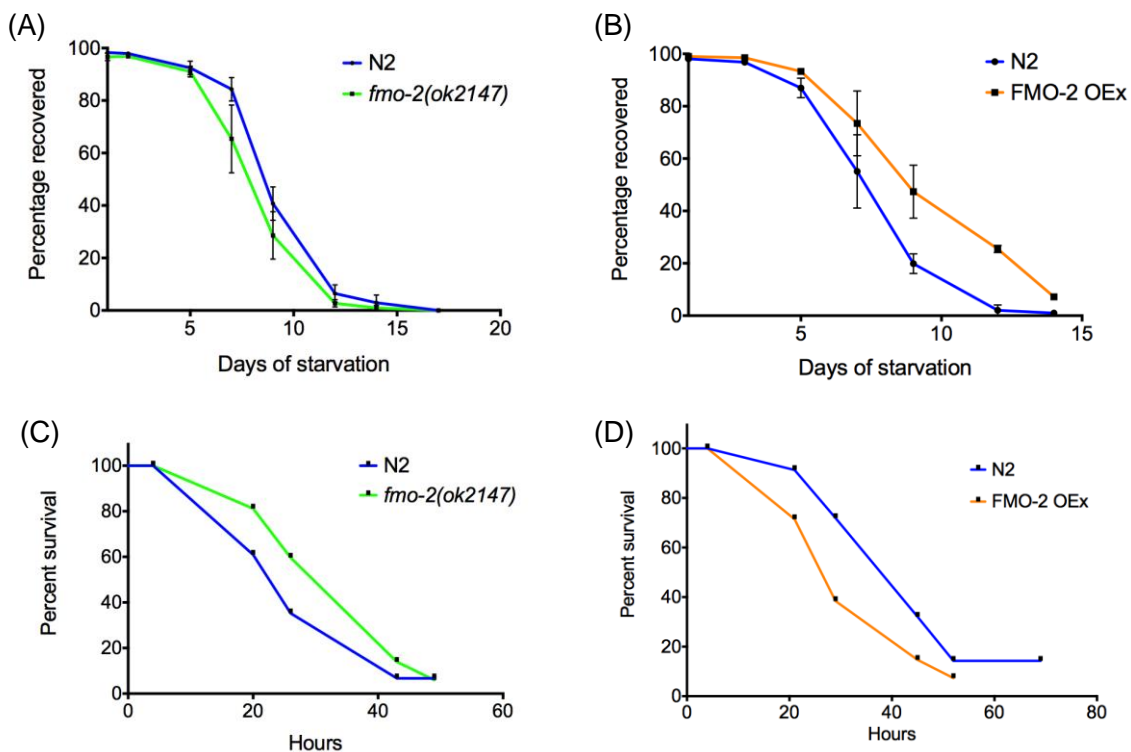 (A)
N2
fmo-2(ok2147)
Percentage recovered
100
80
60
40
20
0
5
10
15
20
Days of starvation
(B)
N2
FMO-2 OEx
Percentage recovered
100
80
60
40
20
0
5
10
15
Days of starvation
(C)
N2
fmo-2(ok2147)
Percent survival
100
80
60
40
20
0
0
20
40
60
Hours
(D)
N2
FMO-2 OEx
Percent survival
100
80
60
40
20
0
0
20
40
60
80
Hours